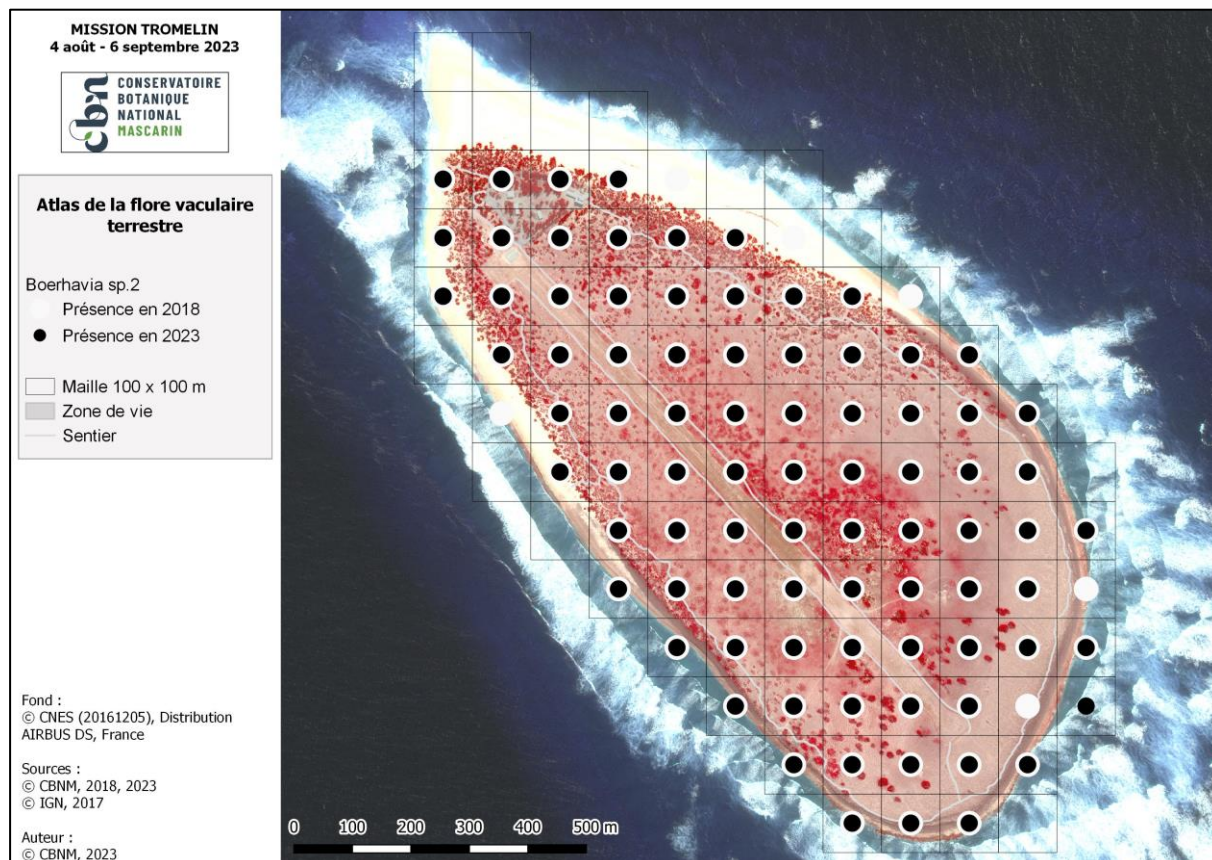 MISSION TROMELIN
4 août - 6 septembre 2023
cbn
CONSERVATOIRE
BOTANIQUE
NATIONAL
MASCARIN
Atlas de la flore vaculaire
terrestre
Boerhavia sp.2
Présence en 2018
Présence en 2023
Maille 100 x 100 m
Zone de vie
Sentier
Fond :
© CNES (20161205), Distribution
AIRBUS DS, France
Sources :
© CBNM, 2018, 2023
© IGN, 2017
Auteur :
© CBNM, 2023
0 100 200 300 400 500 m